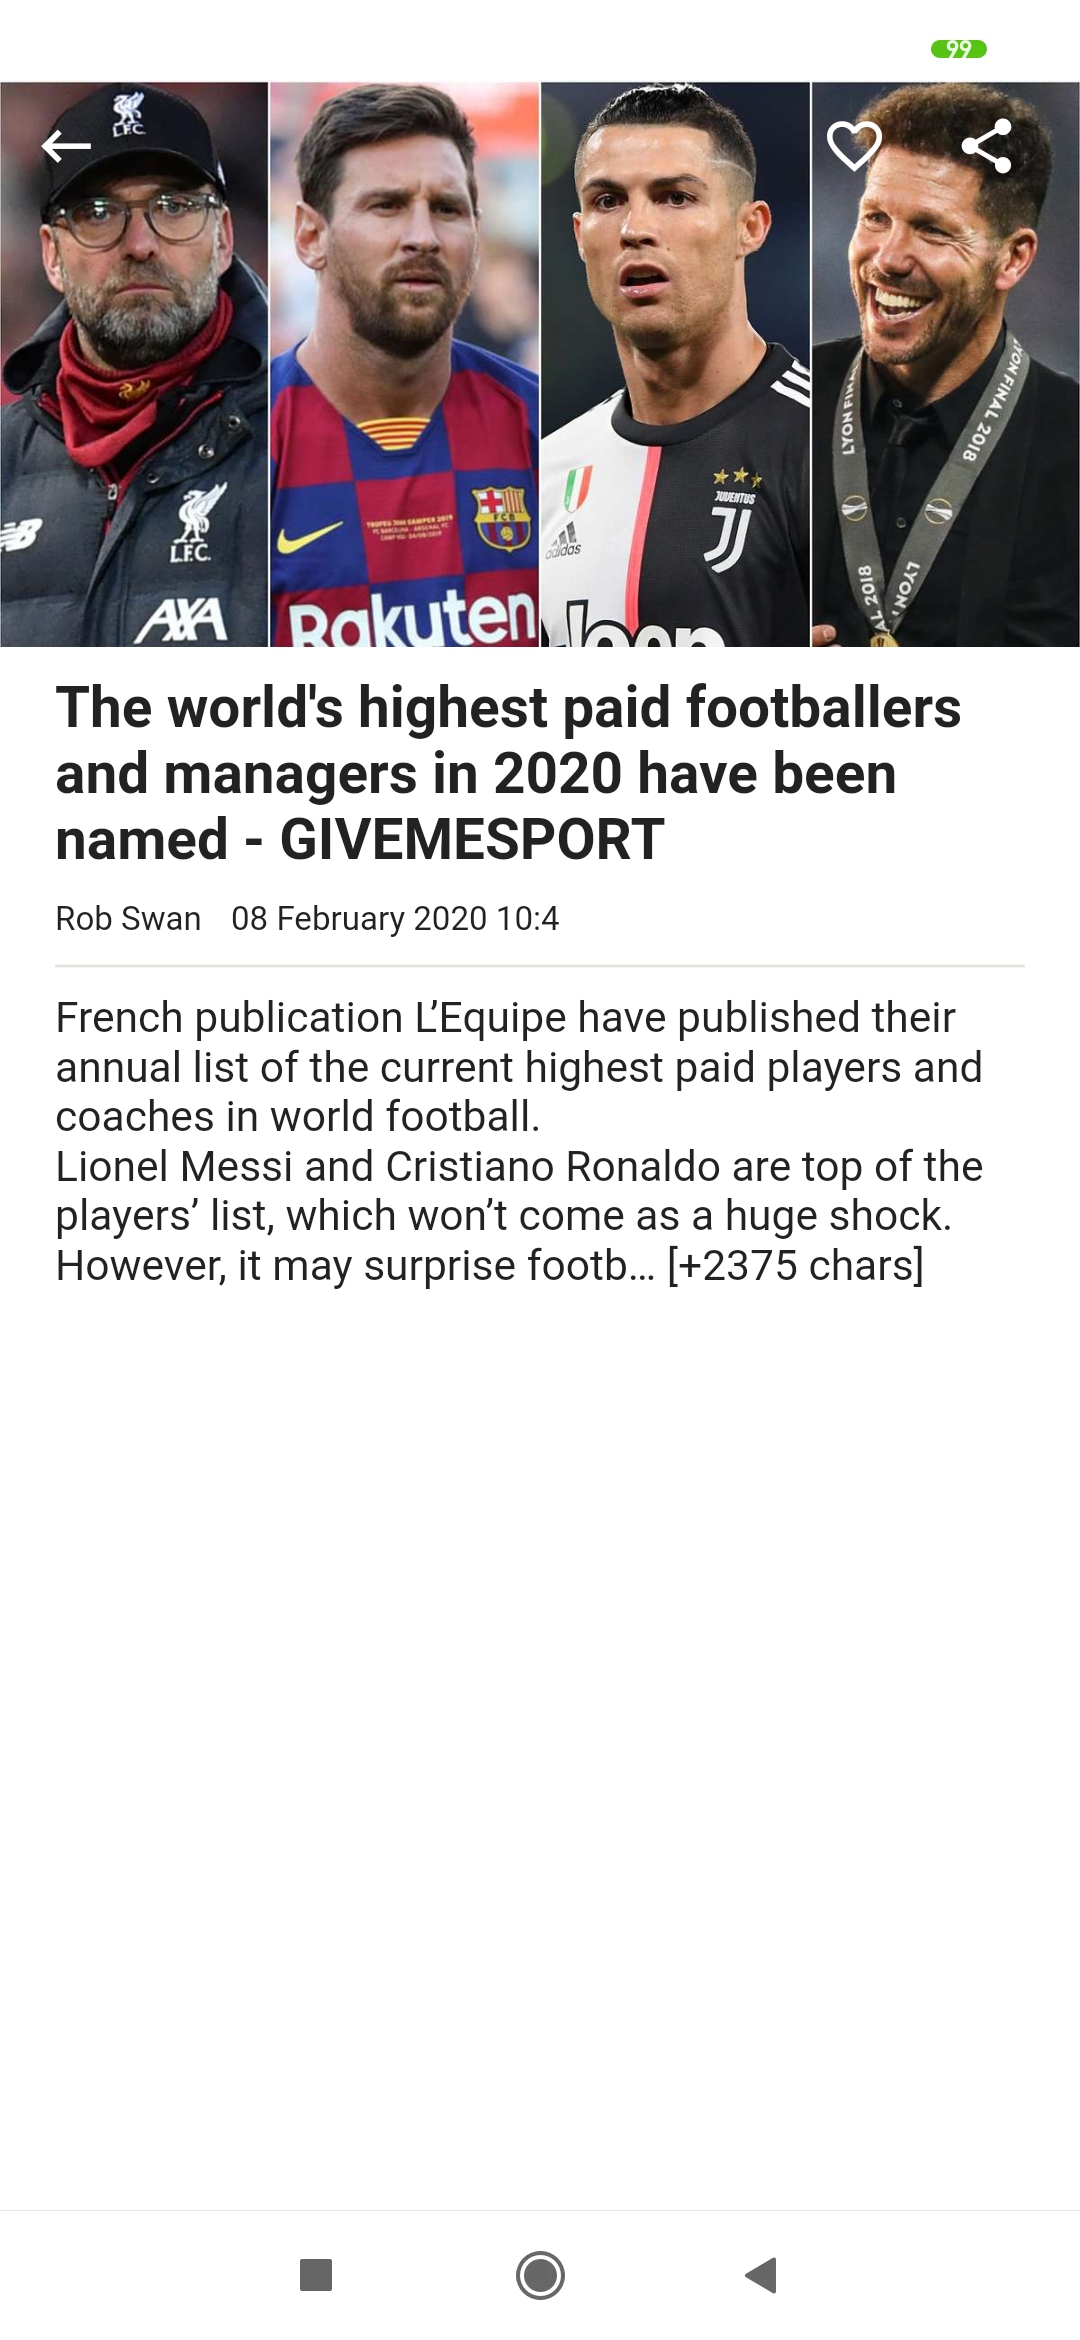 99
L.F.C.
L.F.C.
AXA
FCB
Rakuten
JUVENTUS
adidas
Jeep
LYON FINAL 2018
LYON FINA
AL 2018
LYON
The world's highest paid footballers
and managers in 2020 have been
named - GIVEMESPORT
Rob Swan 08 February 2020 10:4
French publication L’Equipe have published their
annual list of the current highest paid players and
coaches in world football.
Lionel Messi and Cristiano Ronaldo are top of the
players’ list, which won’t come as a huge shock.
However, it may surprise footb… [+2375 chars]